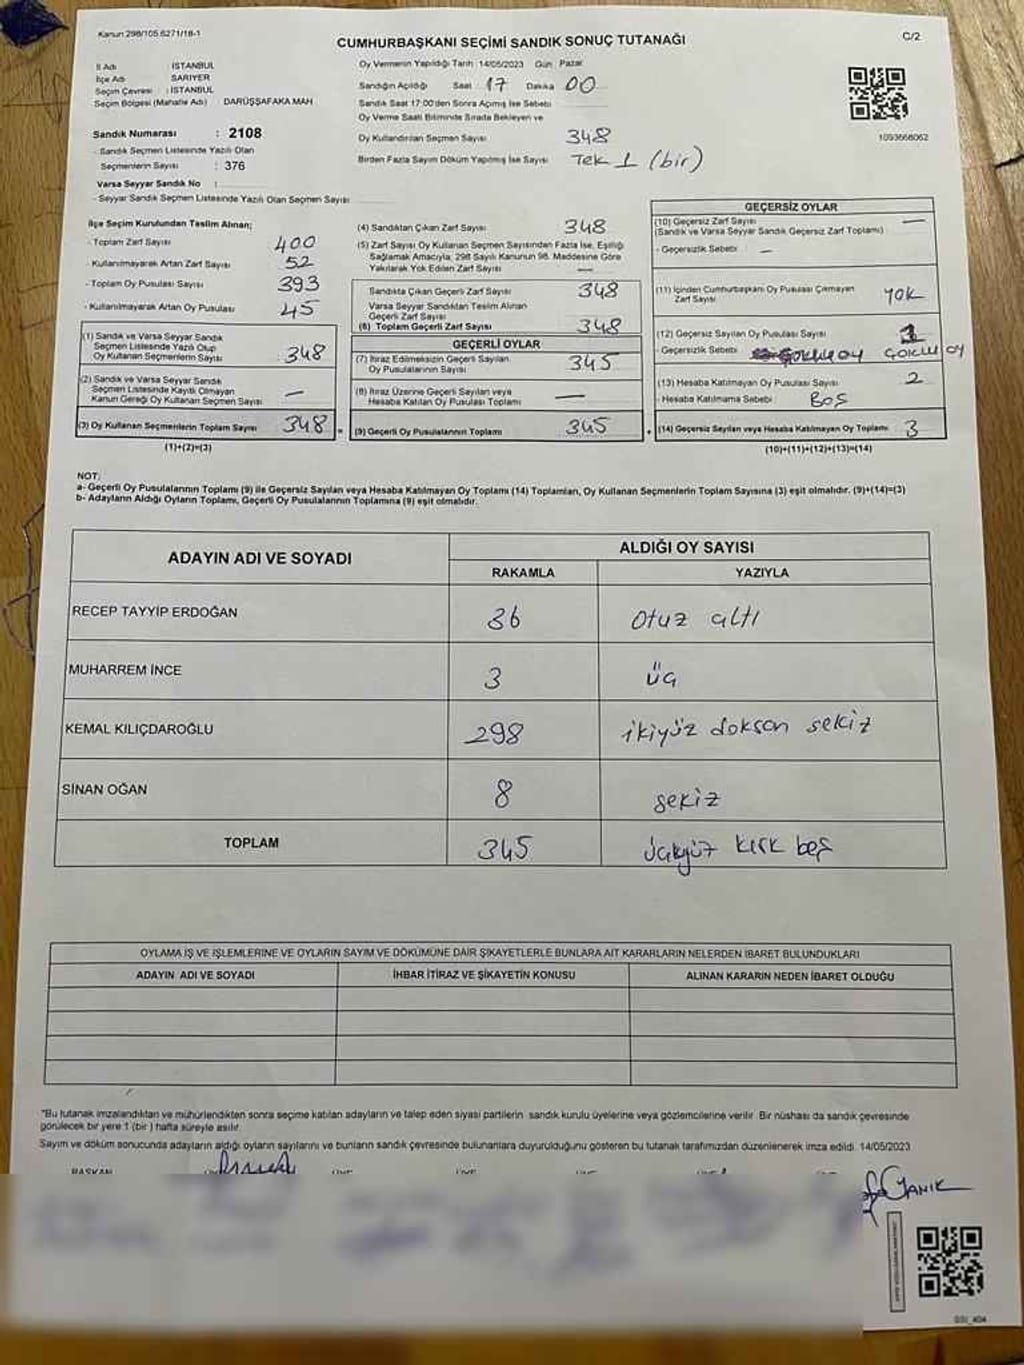 Kanun 298/105.6271/18-1
CUMHURBAŞKANI SEÇİMİ SANDIK SONUÇ TUTANAĞI
C/2
İl Adı İSTANBUL
İlçe Adı SARIYER
Seçim Çevresi : İSTANBUL
Seçim Bölgesi (Mahalle Adı) DARÜŞŞAFAKA MAH
Sandık Numarası : 2108
- Sandık Seçmen Listesinde Yazılı Olan
Seçmenlerin Sayısı : 376
Varsa Seyyar Sandık No :
- Seyyar Sandık Seçmen Listesinde Yazılı Olan Seçmen Sayısı
Oy Vermenin Yapıldığı Tarih : 14/05/2023 Gün : Pazar
Sandığın Açıldığı Saat 17 Dakika 00
Sandık Saat 17:00'den Sonra Açılmış İse Sebebi
Oy Verme Saati Bitiminde Sırada Bekleyen ve
Oy Kullandırılan Seçmen Sayısı 348
Birden Fazla Sayım Döküm Yapılmış İse Sayısı Tek 1 (bir)
1093668062
İlçe Seçim Kurulundan Teslim Alınan;
- Toplam Zarf Sayısı 400
- Kullanılmayarak Artan Zarf Sayısı 52
- Toplam Oy Pusulası Sayısı 393
- Kullanılmayarak Artan Oy Pusulası 45
(1) Sandık ve Varsa Seyyar Sandık
Seçmen Listesinde Yazılı Olup
Oy Kullanan Seçmenlerin Sayısı 348
(2) Sandık ve Varsa Seyyar Sandık
Seçmen Listesinde Kayıtlı Olmayan
Kanun Gereği Oy Kullanan Seçmen Sayısı —
(3) Oy Kullanan Seçmenlerin Toplam Sayısı 348 =
(1)+(2)=(3)
(4) Sandıktan Çıkan Zarf Sayısı 348
(5) Zarf Sayısı Oy Kullanan Seçmen Sayısından Fazla İse, Eşitliği
Sağlamak Amacıyla; 298 Sayılı Kanunun 98. Maddesine Göre
Yakılarak Yok Edilen Zarf Sayısı —
Sandıkta Çıkan Geçerli Zarf Sayısı 348
Varsa Seyyar Sandıktan Teslim Alınan
Geçerli Zarf Sayısı
(6) Toplam Geçerli Zarf Sayısı 348
GEÇERLİ OYLAR
(7) İtiraz Edilmeksizin Geçerli Sayılan
Oy Pusulalarının Sayısı 345
(8) İtiraz Üzerine Geçerli Sayılan veya
Hesaba Katılan Oy Pusulası Toplamı —
(9) Geçerli Oy Pusulalarının Toplamı 345 +
GEÇERSİZ OYLAR
(10) Geçersiz Zarf Sayısı —
(Sandık ve Varsa Seyyar Sandık Geçersiz Zarf Toplamı)
- Geçersizlik Sebebi —
(11) İçinden Cumhurbaşkanı Oy Pusulası Çıkmayan
Zarf Sayısı YOK
(12) Geçersiz Sayılan Oy Pusulası Sayısı 1
- Geçersizlik Sebebi ÇOKLU OY ÇOKLU OY
(13) Hesaba Katılmayan Oy Pusulası Sayısı 2
- Hesaba Katılmama Sebebi BOŞ
(14) Geçersiz Sayılan veya Hesaba Katılmayan Oy Toplamı 3
(10)+(11)+(12)+(13)=(14)
NOT:
a- Geçerli Oy Pusulalarının Toplamı (9) ile Geçersiz Sayılan veya Hesaba Katılmayan Oy Toplamı (14) Toplamları, Oy Kullanan Seçmenlerin Toplam Sayısına (3) eşit olmalıdır. (9)+(14)=(3)
b- Adayların Aldığı Oyların Toplamı, Geçerli Oy Pusulalarının Toplamına (9) eşit olmalıdır.
ADAYIN ADI VE SOYADI ALDIĞI OY SAYISI
RAKAMLA YAZIYLA
RECEP TAYYİP ERDOĞAN 36 otuz altı
MUHARREM İNCE 3 üç
KEMAL KILIÇDAROĞLU 298 ikiyüz doksan sekiz
SİNAN OĞAN 8 sekiz
TOPLAM 345 üçyüz kırk beş
OYLAMA İŞ VE İŞLEMLERİNE VE OYLARIN SAYIM VE DÖKÜMÜNE DAİR ŞİKAYETLERLE BUNLARA AİT KARARLARIN NELERDEN İBARET BULUNDUKLARI
ADAYIN ADI VE SOYADI İHBAR İTİRAZ VE ŞİKAYETİN KONUSU ALINAN KARARIN NEDEN İBARET OLDUĞU
*Bu tutanak imzalandıktan ve mühürlendikten sonra seçime katılan adayların ve talep eden siyasi partilerin sandık kurulu üyelerine veya gözlemcilerine verilir. Bir nüshası da sandık çevresinde
görülecek bir yere 1 (bir) hafta süreyle asılır.
Sayım ve döküm sonucunda adayların aldığı oyların sayılarını ve bunların sandık çevresinde bulunanlara duyurulduğunu gösteren bu tutanak tarafımızdan düzenlenerek imza edildi. 14/05/2023
BAŞKAN